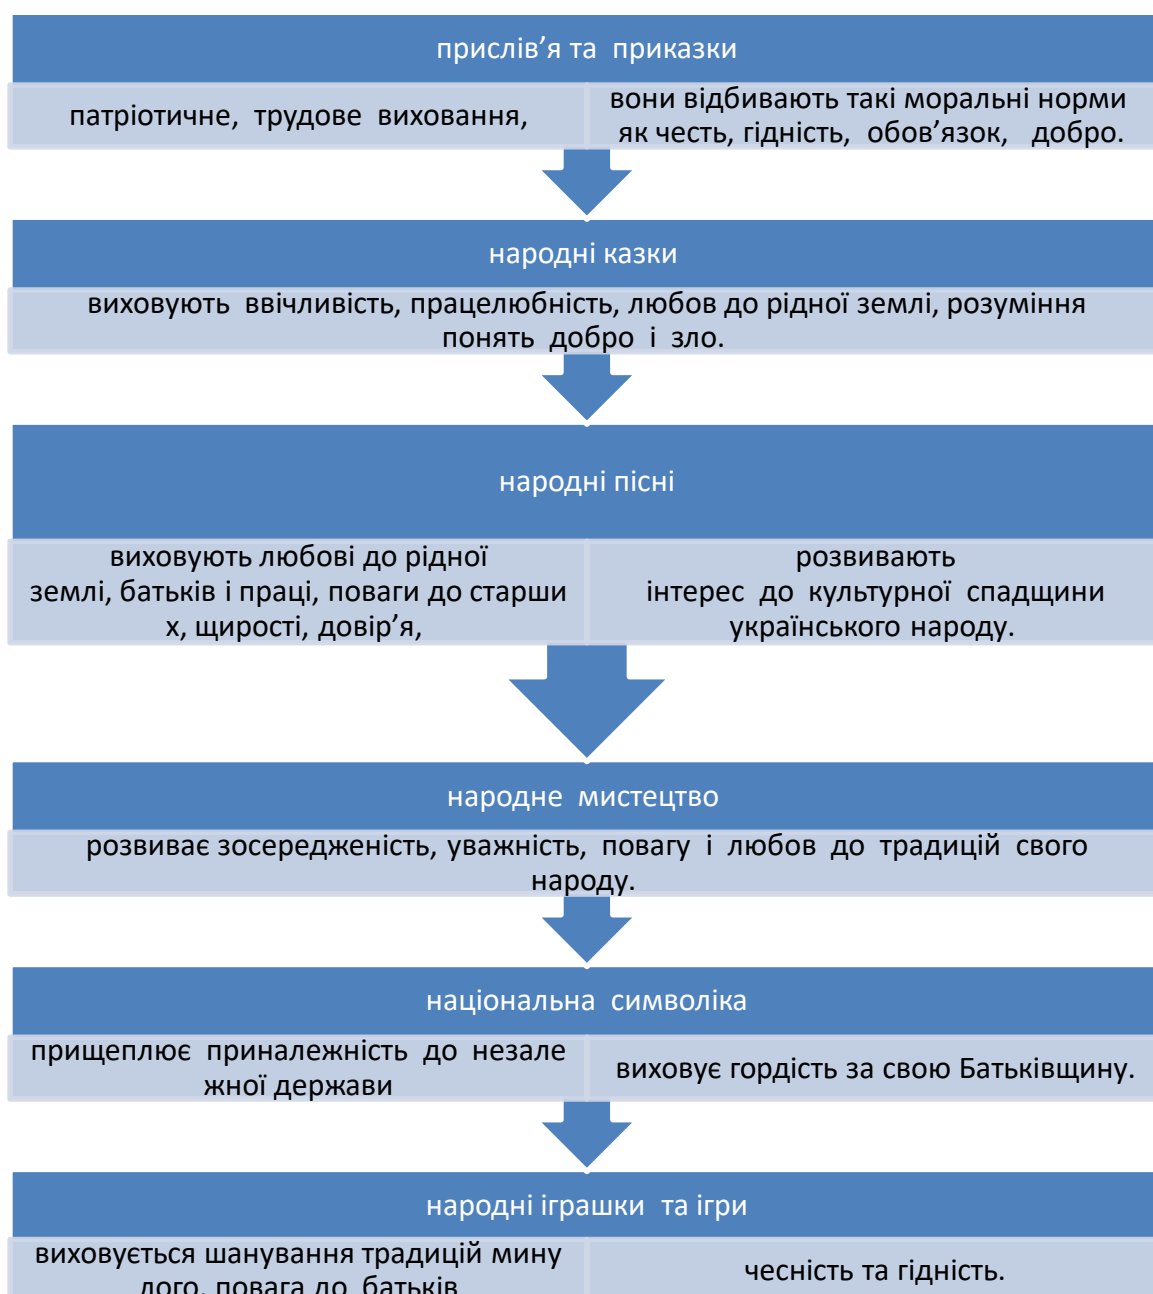 прислів’я та приказки
патріотичне, трудове виховання,
вони відбивають такі моральні норми
як честь, гідність, обов’язок, добро.
народні казки
виховують ввічливість, працелюбність, любов до рідної землі, розуміння
понять добро і зло.
народні пісні
виховують любові до рідної
землі, батьків і праці, поваги до старши
х, щирості, довір’я,
розвивають
інтерес до культурної спадщини
українського народу.
народне мистецтво
розвиває зосередженість, уважність, повагу і любов до традицій свого
народу.
національна символіка
прищеплює приналежність до незале
жної держави
виховує гордість за свою Батьківщину.
народні іграшки та ігри
виховується шанування традицій мину
лого, повага до батьків
чесність та гідність.